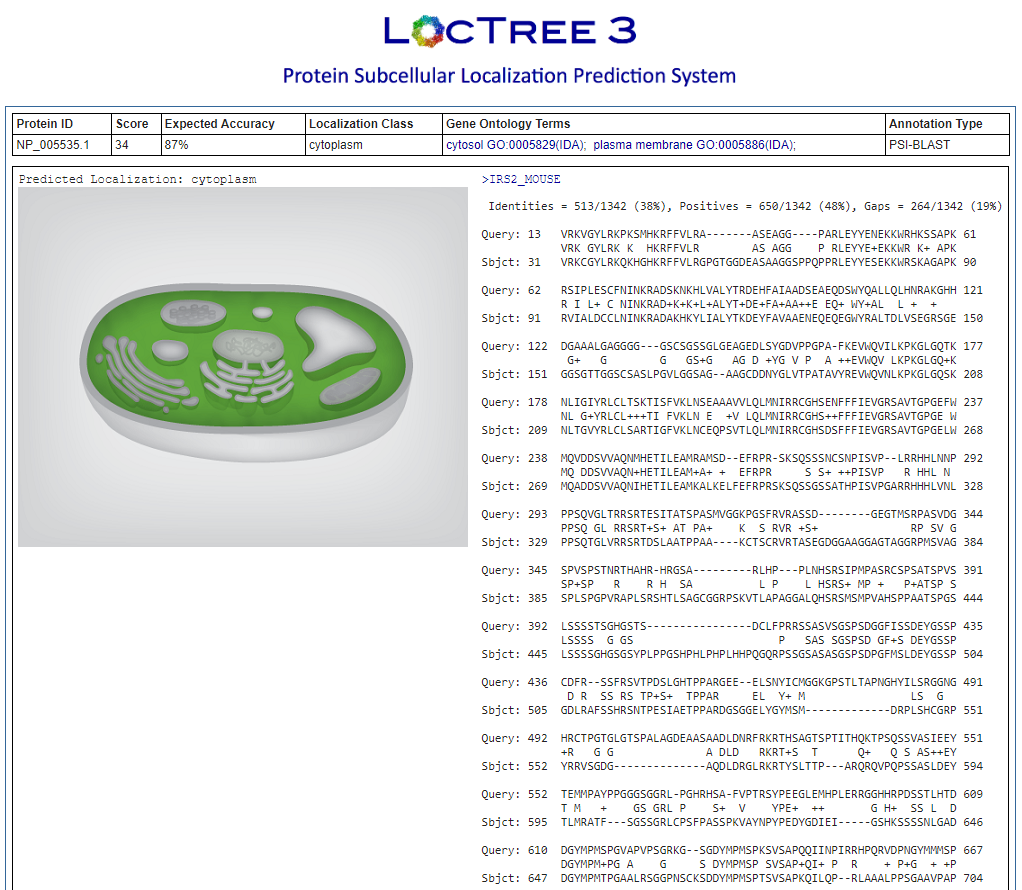 LocTree 3
Protein Subcellular Localization Prediction System
Protein ID Score Expected Accuracy Localization Class Gene Ontology Terms Annotation Type
NP_005535.1 34 87% cytoplasm cytosol GO:0005829(IDA); plasma membrane GO:0005886(IDA); PSI-BLAST
Predicted Localization: cytoplasm
>IRS2_MOUSE
Identities = 513/1342 (38%), Positives = 650/1342 (48%), Gaps = 264/1342 (19%)
Query: 13 VRKVGYLRKPKSMHKRFFVLRA-------ASEAGG----PARLEYYENEKKWRHKSSAPK 61
VRK GYLRK K  HKRFFVLR        AS AGG    P RLEYYE+EKKWR K+ APK
Sbjct: 31 VRKCGYLRKQKHGHKRFFVLRGPGTGGDEASAAGGSPPQPPRLEYYESEKKWRSKAGAPK 90
Query: 62 RSIPLESCFNINKRADSKNKHLVALYTRDEHFAIAADSEAEQDSWYQALLQLHNRAKGHH 121
R I L+ C NINKRAD+K+K+L+ALYT+DE+FA+AA++E EQ+ WY+AL  L +  +
Sbjct: 91 RVIALDCCLNINKRADAKHKYLIALYTKDEYFAVAAENEQEQEGWYRALTDLVSEGRSGE 150
Query: 122 DGAAALGAGGGG---GSCSGSSGLGEAGEDLSYGDVPPGPA-FKEVWQVILKPKGLGQTK 177
G+   G       G   GS+G   AG D +YG V P  A ++EVWQV LKPKGLGQ+K
Sbjct: 151 GGSGTTGGSCSASLPGVLGGSAG--AAGCDDNYGLVTPATAVYREVWQVNLKPKGLGQSK 208
Query: 178 NLIGIYRLCLTSKTISFVKLNSEAAAVVLQLMNIRRCGHSENFFFIEVGRSAVTGPGEFW 237
NL G+YRLCL+++TI FVKLN E  +V LQLMNIRRCGHS++FFFIEVGRSAVTGPGE W
Sbjct: 209 NLTGVYRLCLSARTIGFVKLNCEQPSVTLQLMNIRRCGHSDSFFFIEVGRSAVTGPGELW 268
Query: 238 MQVDDSVVAQNMHETILEAMRAMSD--EFRPR-SKSQSSSNCSNPISVP--LRRHHLNNP 292
MQ DDSVVAQN+HETILEAM+A+ +  EFRPR     S S+ ++PISVP   R HHL N
Sbjct: 269 MQADDSVVAQNIHETILEAMKALKELFEFRPRSKSQSSGSSATHPISVPGARRHHHLVNL 328
Query: 293 PPSQVGLTRRSRTESITATSPASMVGGKPGSFRVRASSD--------GEGTMSRPASVDG 344
PPSQ GL RRSRT+S+ AT PA+    K  S RVR +S+             RP SV G
Sbjct: 329 PPSQTGLVRRSRTDSLAATPPAA----KCTSCRVRTASEGDGGAAGGAGTAGGRPMSVAG 384
Query: 345 SPVSPSTNRTHAHR-HRGSA---------RLHP---PLNHSRSIPMPASRCSPSATSPVS 391
SP+SP   R    R H  SA          L P   L HSRS+ MP +   P+ATSP S
Sbjct: 385 SPLSPGPVRAPLSRSHTLSAGCGGRPSKVTLAPAGGALQHSRSMSMPVAHSPPAATSPGS 444
Query: 392 LSSSSTSGHGSTS---------------DCLFPRRSSASVSGSPSDGGFISSDEYGSSP 435
LSSSS  G GS                     P   SAS SGSPSD GF+S DEYGSSP
Sbjct: 445 LSSSSGHGSGSYPLPPGSHPHLPHPLHHPQGQRPSSGSASASGSPSDPGFMSLDEYGSSP 504
Query: 436 CDFR--SSFRSVTPDSLGHTPPARGEE--ELSNYICMGGKGPSTLTAPNGHYILSRGGNG 491
D R  SS RS TP+S+  TPPAR     EL  Y+ M               LS  G
Sbjct: 505 GDLRAFSSHRSNTPESIAETPPARDGSGGELYGYMSM-------------DRPLSHCGRP 551
Query: 492 HRCTPGTGLGTSPALAGDEAASAADLDNRFRKRTHSAGTSPTITHQKTPSQSSVASIEEY 551
+R    G G              A DLD   RKRT+S  T      Q+   Q S AS++EY
Sbjct: 552 YRRVSGDG--------------AQDLDRGLRKRTYSLTTP---ARQRQVPQPSSASLDEY 594
Query: 552 TEMMPAYPPGGGSGGRL-PGHRHSA-FVPTRSYPEEGLEMHPLERRGGHHRPDSSTLHTD 609
T M   +    GS GRL P    S+  V    YPE+  ++       G H+  SS L  D
Sbjct: 595 TLMRATF---SGSSGRLCPSFPASSPKVAYNPYPEDYGDIEI-----GSHKSSSSNLGAD 646
Query: 610 DGYMPMSPGVAPVPSGRKG--SGDYMPMSPKSVSAPQQIINPIRRHPQRVDPNGYMMMSP 667
DGYMPM+PG A    G     S DYMPMSP SVSAP+QI+ P  R    + P+G   + +P
Sbjct: 647 DGYMPMTPGAALRSGGPNSCKSDDYMPMSPTSVSAPKQILQP--RLAAALPPSGAAVPAP 704